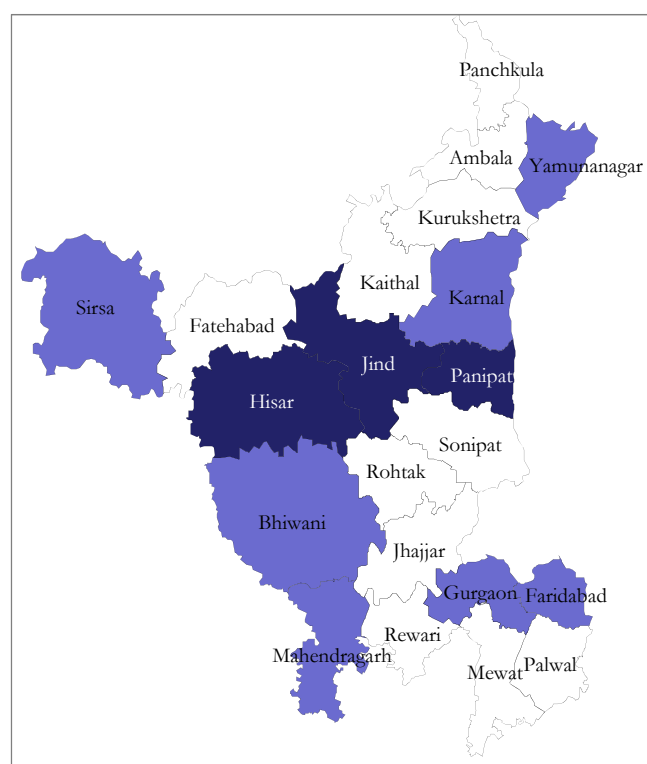 Panchkula
Ambala
Yamunanagar
Kurukshetra
Kaithal
Karnal
Sirsa
Fatehabad
Jind
Panipat
Hisar
Sonipat
Rohtak
Bhiwani
Jhajjar
Gurgaon
Faridabad
Rewari
Mahendragarh
Mewat
Palwal